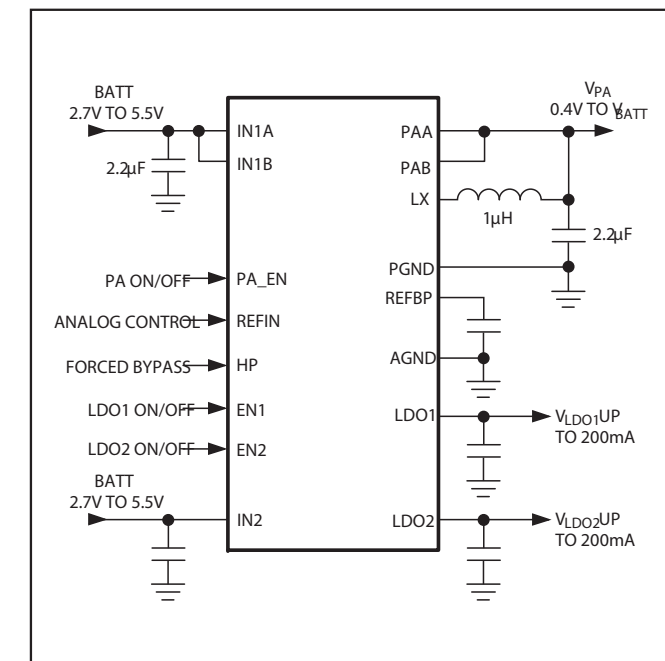 BATT
2.7V TO 5.5V
2.2µF
IN1A
IN1B
PA ON/OFF
PA_EN
ANALOG CONTROL
REFIN
FORCED BYPASS
HP
LDO1 ON/OFF
EN1
LDO2 ON/OFF
EN2
BATT
2.7V TO 5.5V
IN2
PAA
PAB
LX
PGND
REFBP
AGND
LDO1
LDO2
VPA
0.4V TO VBATT
1µH
2.2µF
VLDO1UP
TO 200mA
VLDO2UP
TO 200mA